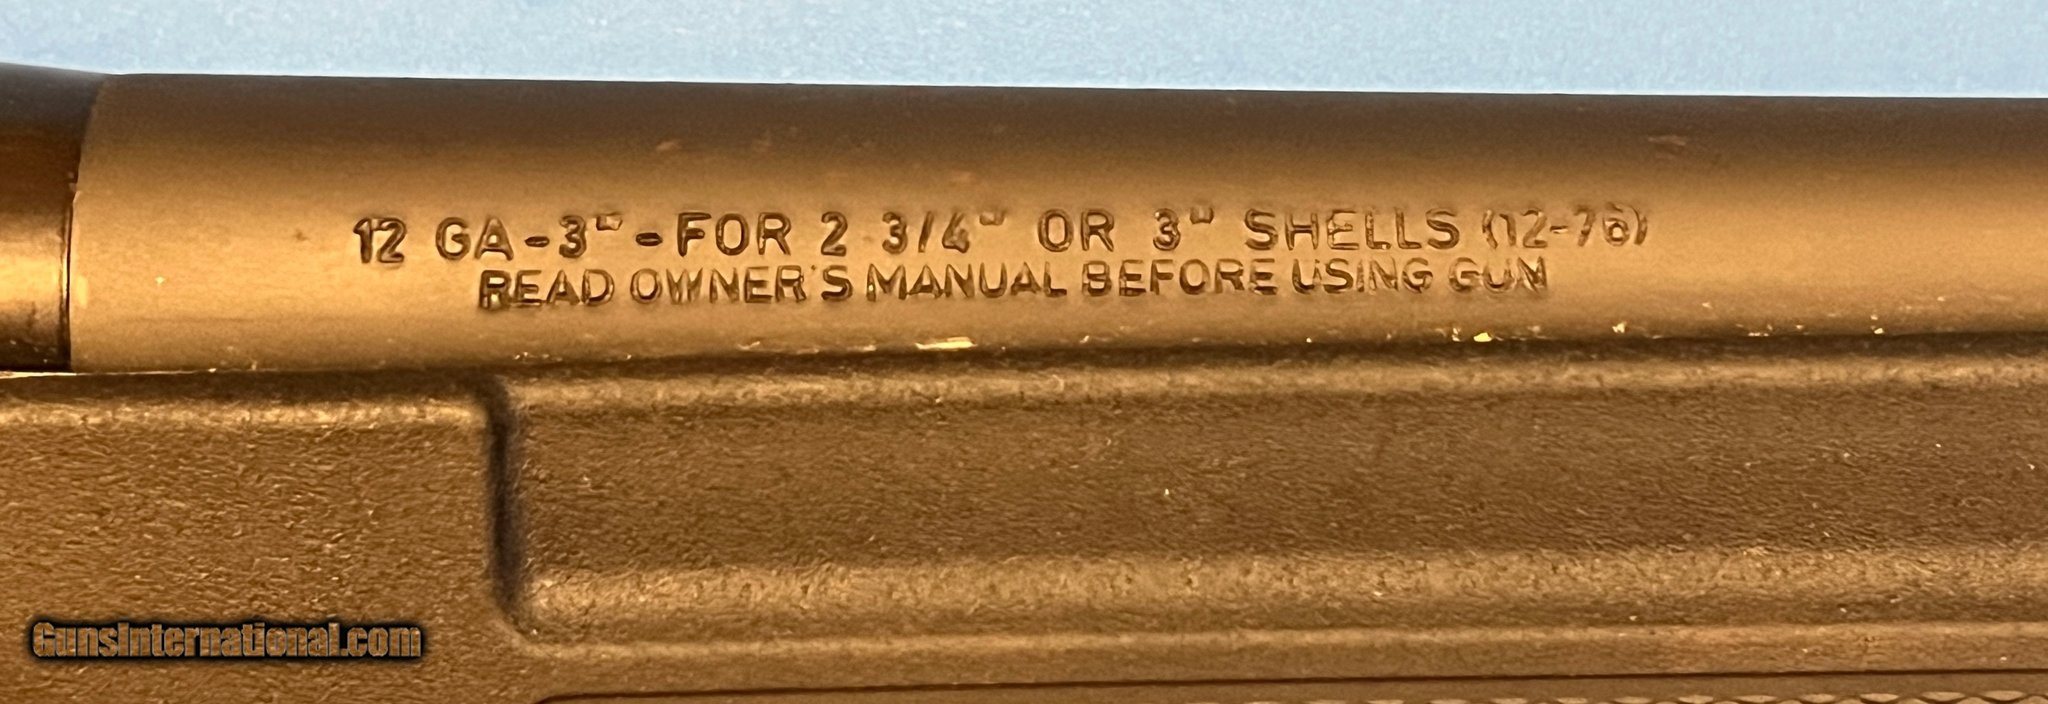 12 GA-3"-FOR 2 3/4" OR 3" SHELLS (12-76)
READ OWNER'S MANUAL BEFORE USING GUN
GunsInternational.com